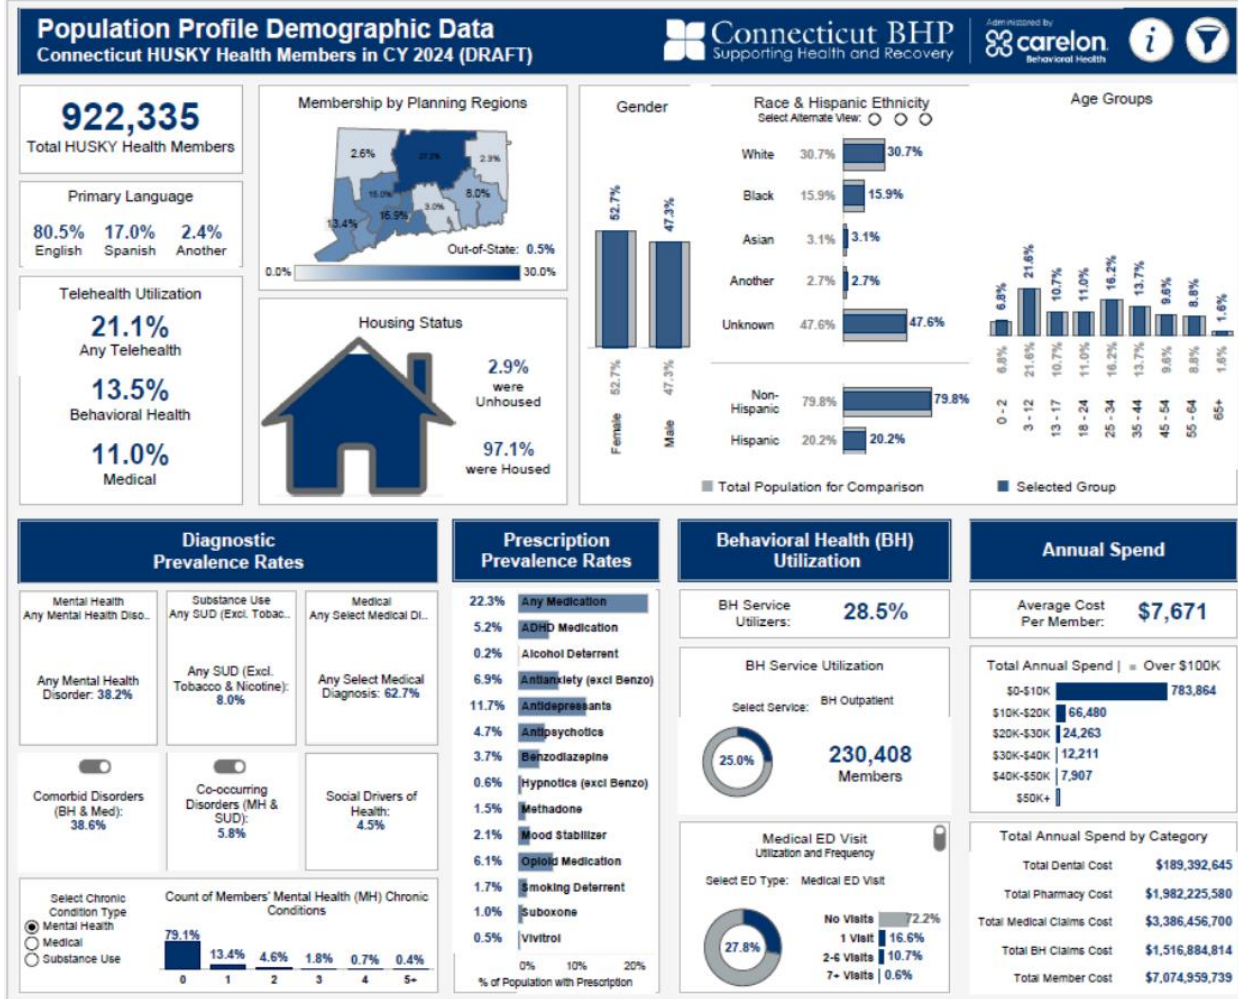 Population Profile Demographic Data
Connecticut HUSKY Health Members in CY 2024 (DRAFT)
Connecticut BHP
Supporting Health and Recovery
Administered by
carelon.
Behavioral Health
i
922,335
Total HUSKY Health Members
Primary Language
80.5% 17.0% 2.4%
English Spanish Another
Telehealth Utilization
21.1%
Any Telehealth
13.5%
Behavioral Health
11.0%
Medical
Membership by Planning Regions
2.6%
2.3%
15.0%
8.0%
3.0%
16.9%
13.4%
Out-of-State: 0.5%
0.0% 30.0%
Housing Status
2.9%
were
Unhoused
97.1%
were Housed
Gender
52.7% 47.3%
52.7% 47.3%
Female Male
Race & Hispanic Ethnicity
Select Alternate View:
White 30.7% 30.7%
Black 15.9% 15.9%
Asian 3.1% 3.1%
Another 2.7% 2.7%
Unknown 47.6% 47.6%
Non-
Hispanic 79.8% 79.8%
Hispanic 20.2% 20.2%
Age Groups
6.8% 21.6% 10.7% 11.0% 16.2% 13.7% 9.6% 8.8% 1.6%
6.8% 21.6% 10.7% 11.0% 16.2% 13.7% 9.6% 8.8% 1.6%
0 - 2 3 - 12 13 - 17 18 - 24 25 - 34 35 - 44 45 - 54 55 - 64 65+
Total Population for Comparison Selected Group
Diagnostic
Prevalence Rates
Mental Health
Any Mental Health Diso..
Any Mental Health
Disorder: 38.2%
Substance Use
Any SUD (Excl. Tobac..
Any SUD (Excl.
Tobacco & Nicotine):
8.0%
Medical
Any Select Medical Di...
Any Select Medical
Diagnosis: 62.7%
Comorbid Disorders
(BH & Med):
38.6%
Co-occurring
Disorders (MH &
SUD):
5.8%
Social Drivers of
Health:
4.5%
Select Chronic
Condition Type
Mental Health
Medical
Substance Use
Count of Members' Mental Health (MH) Chronic
Conditions
79.1% 13.4% 4.6% 1.8% 0.7% 0.4%
0 1 2 3 4 5+
Prescription
Prevalence Rates
22.3% Any Medication
5.2% ADHD Medication
0.2% Alcohol Deterrent
6.9% Antianxiety (excl Benzo)
11.7% Antidepressants
4.7% Antipsychotics
3.7% Benzodiazepine
0.6% Hypnotics (excl Benzo)
1.5% Methadone
2.1% Mood Stabilizer
6.1% Opioid Medication
1.7% Smoking Deterrent
1.0% Suboxone
0.5% Vivitrol
0% 10% 20%
% of Population with Prescription
Behavioral Health (BH)
Utilization
BH Service
Utilizers: 28.5%
BH Service Utilization
Select Service: BH Outpatient
25.0%
230,408
Members
Medical ED Visit
Utilization and Frequency
Select ED Type: Medical ED Visit
27.8%
No Visits 72.2%
1 Visit 16.6%
2-6 Visits 10.7%
7+ Visits 0.6%
Annual Spend
Average Cost
Per Member: $7,671
Total Annual Spend | Over $100K
$0-$10K 783,864
$10K-$20K 66,480
$20K-$30K 24,263
$30K-$40K 12,211
$40K-$50K 7,907
$50K+
Total Annual Spend by Category
Total Dental Cost $189,392,645
Total Pharmacy Cost $1,982,225,580
Total Medical Claims Cost $3,386,456,700
Total BH Claims Cost $1,516,884,814
Total Member Cost $7,074,959,739